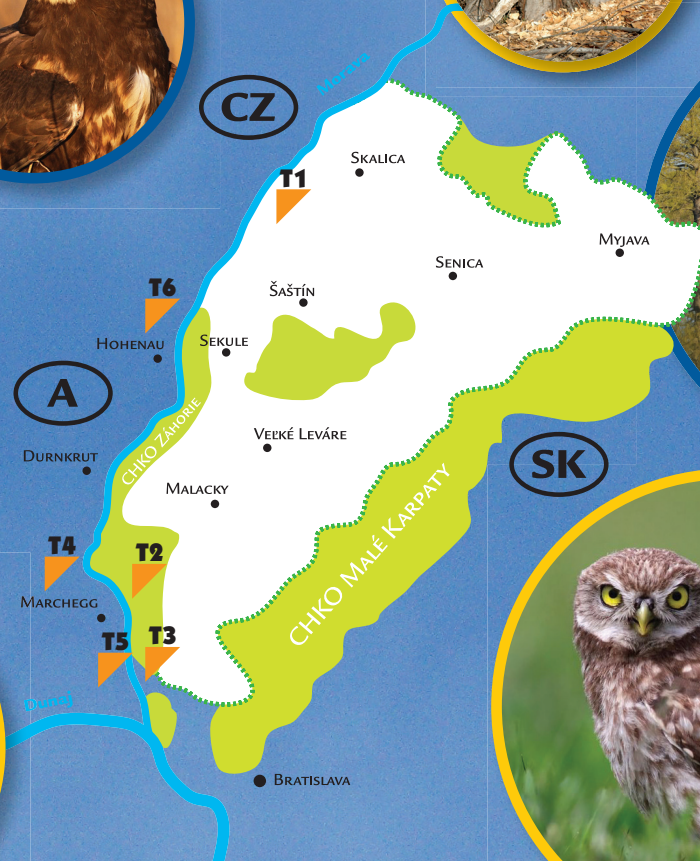 Morava
CZ
Skalica
T1
Myjava
Senica
T6
Šaštín
Hohenau
Sekule
A
CHKO Záhorie
Veľké Leváre
Durnkrut
SK
Malacky
CHKO Malé Karpaty
T4
T2
Marchegg
T5
T3
Dunaj
Bratislava